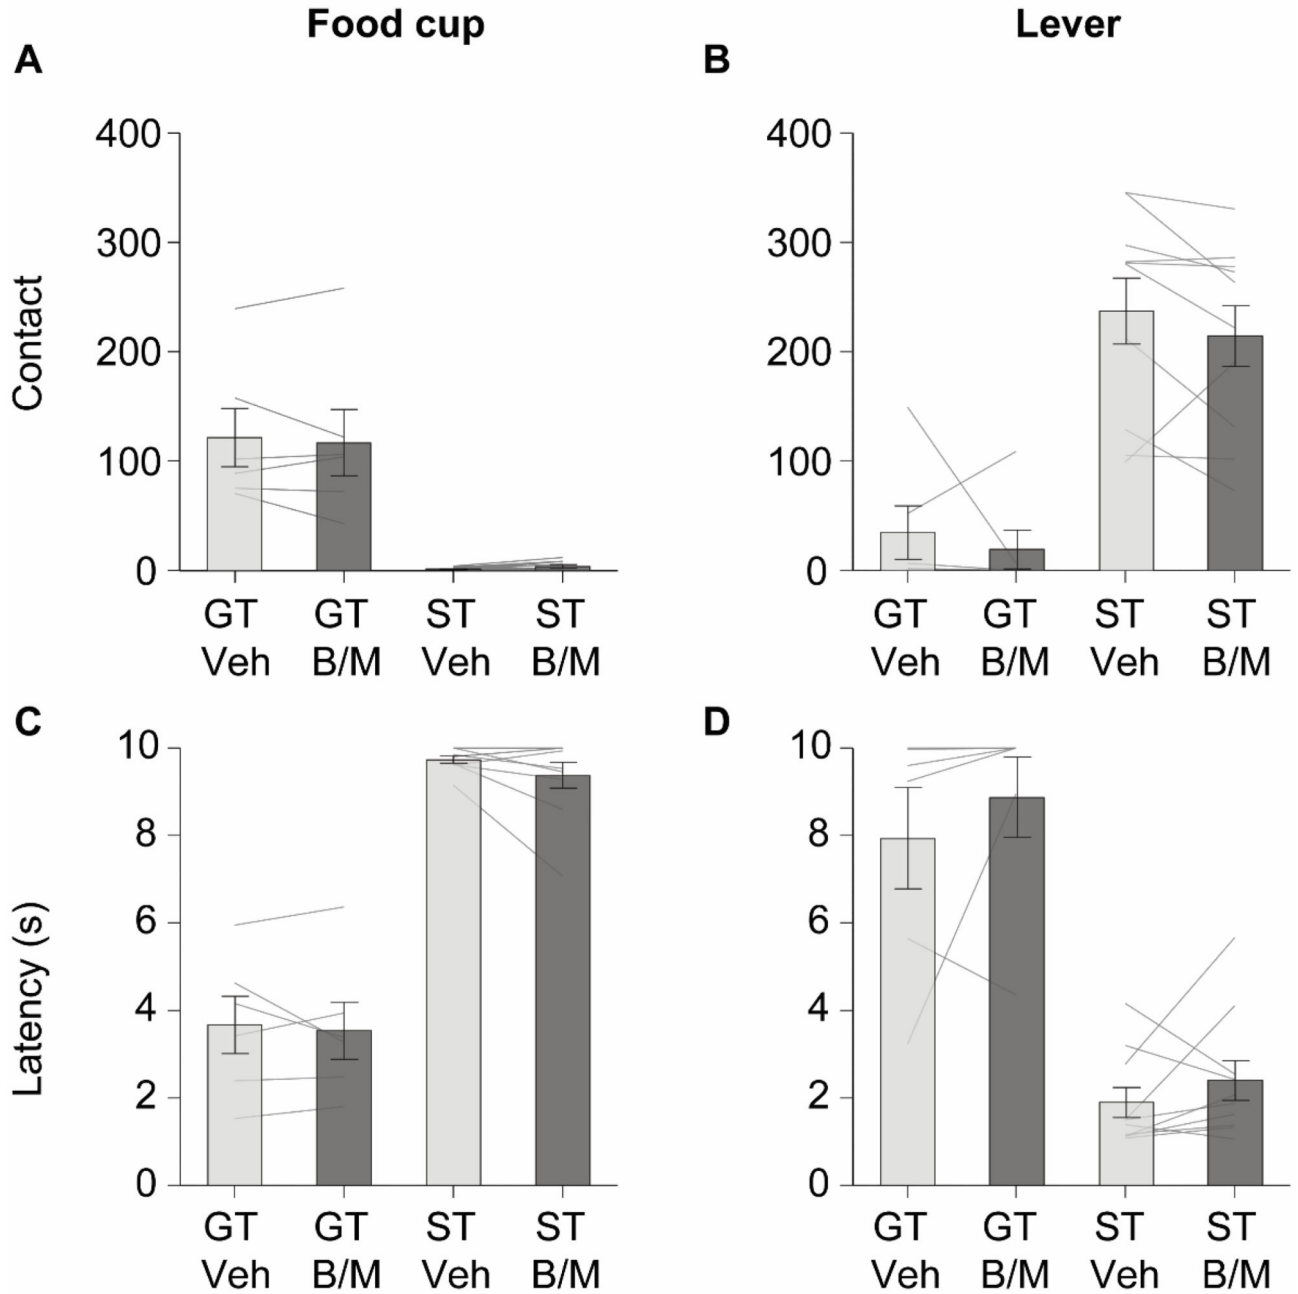 Food cup
Lever
A
B
400
300
200
100
0
Contact
GT GT ST ST
Veh B/M Veh B/M
400
300
200
100
0
GT GT ST ST
Veh B/M Veh B/M
C
D
10
8
6
4
2
0
Latency (s)
GT GT ST ST
Veh B/M Veh B/M
10
8
6
4
2
0
GT GT ST ST
Veh B/M Veh B/M